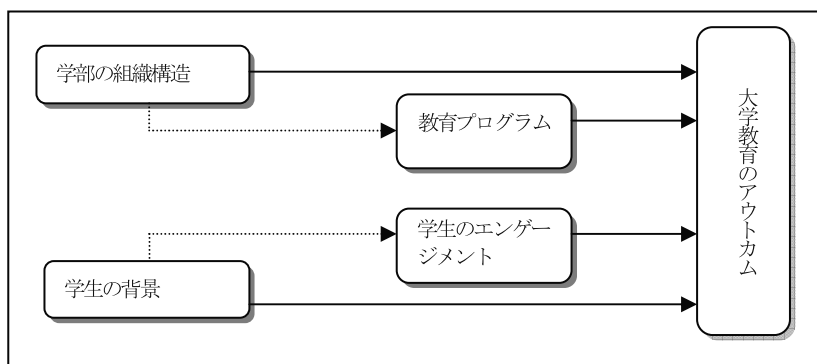 学部の組織構造
教育プログラム
学生のエンゲー
ジメント
学生の背景
大学教育のアウトカム